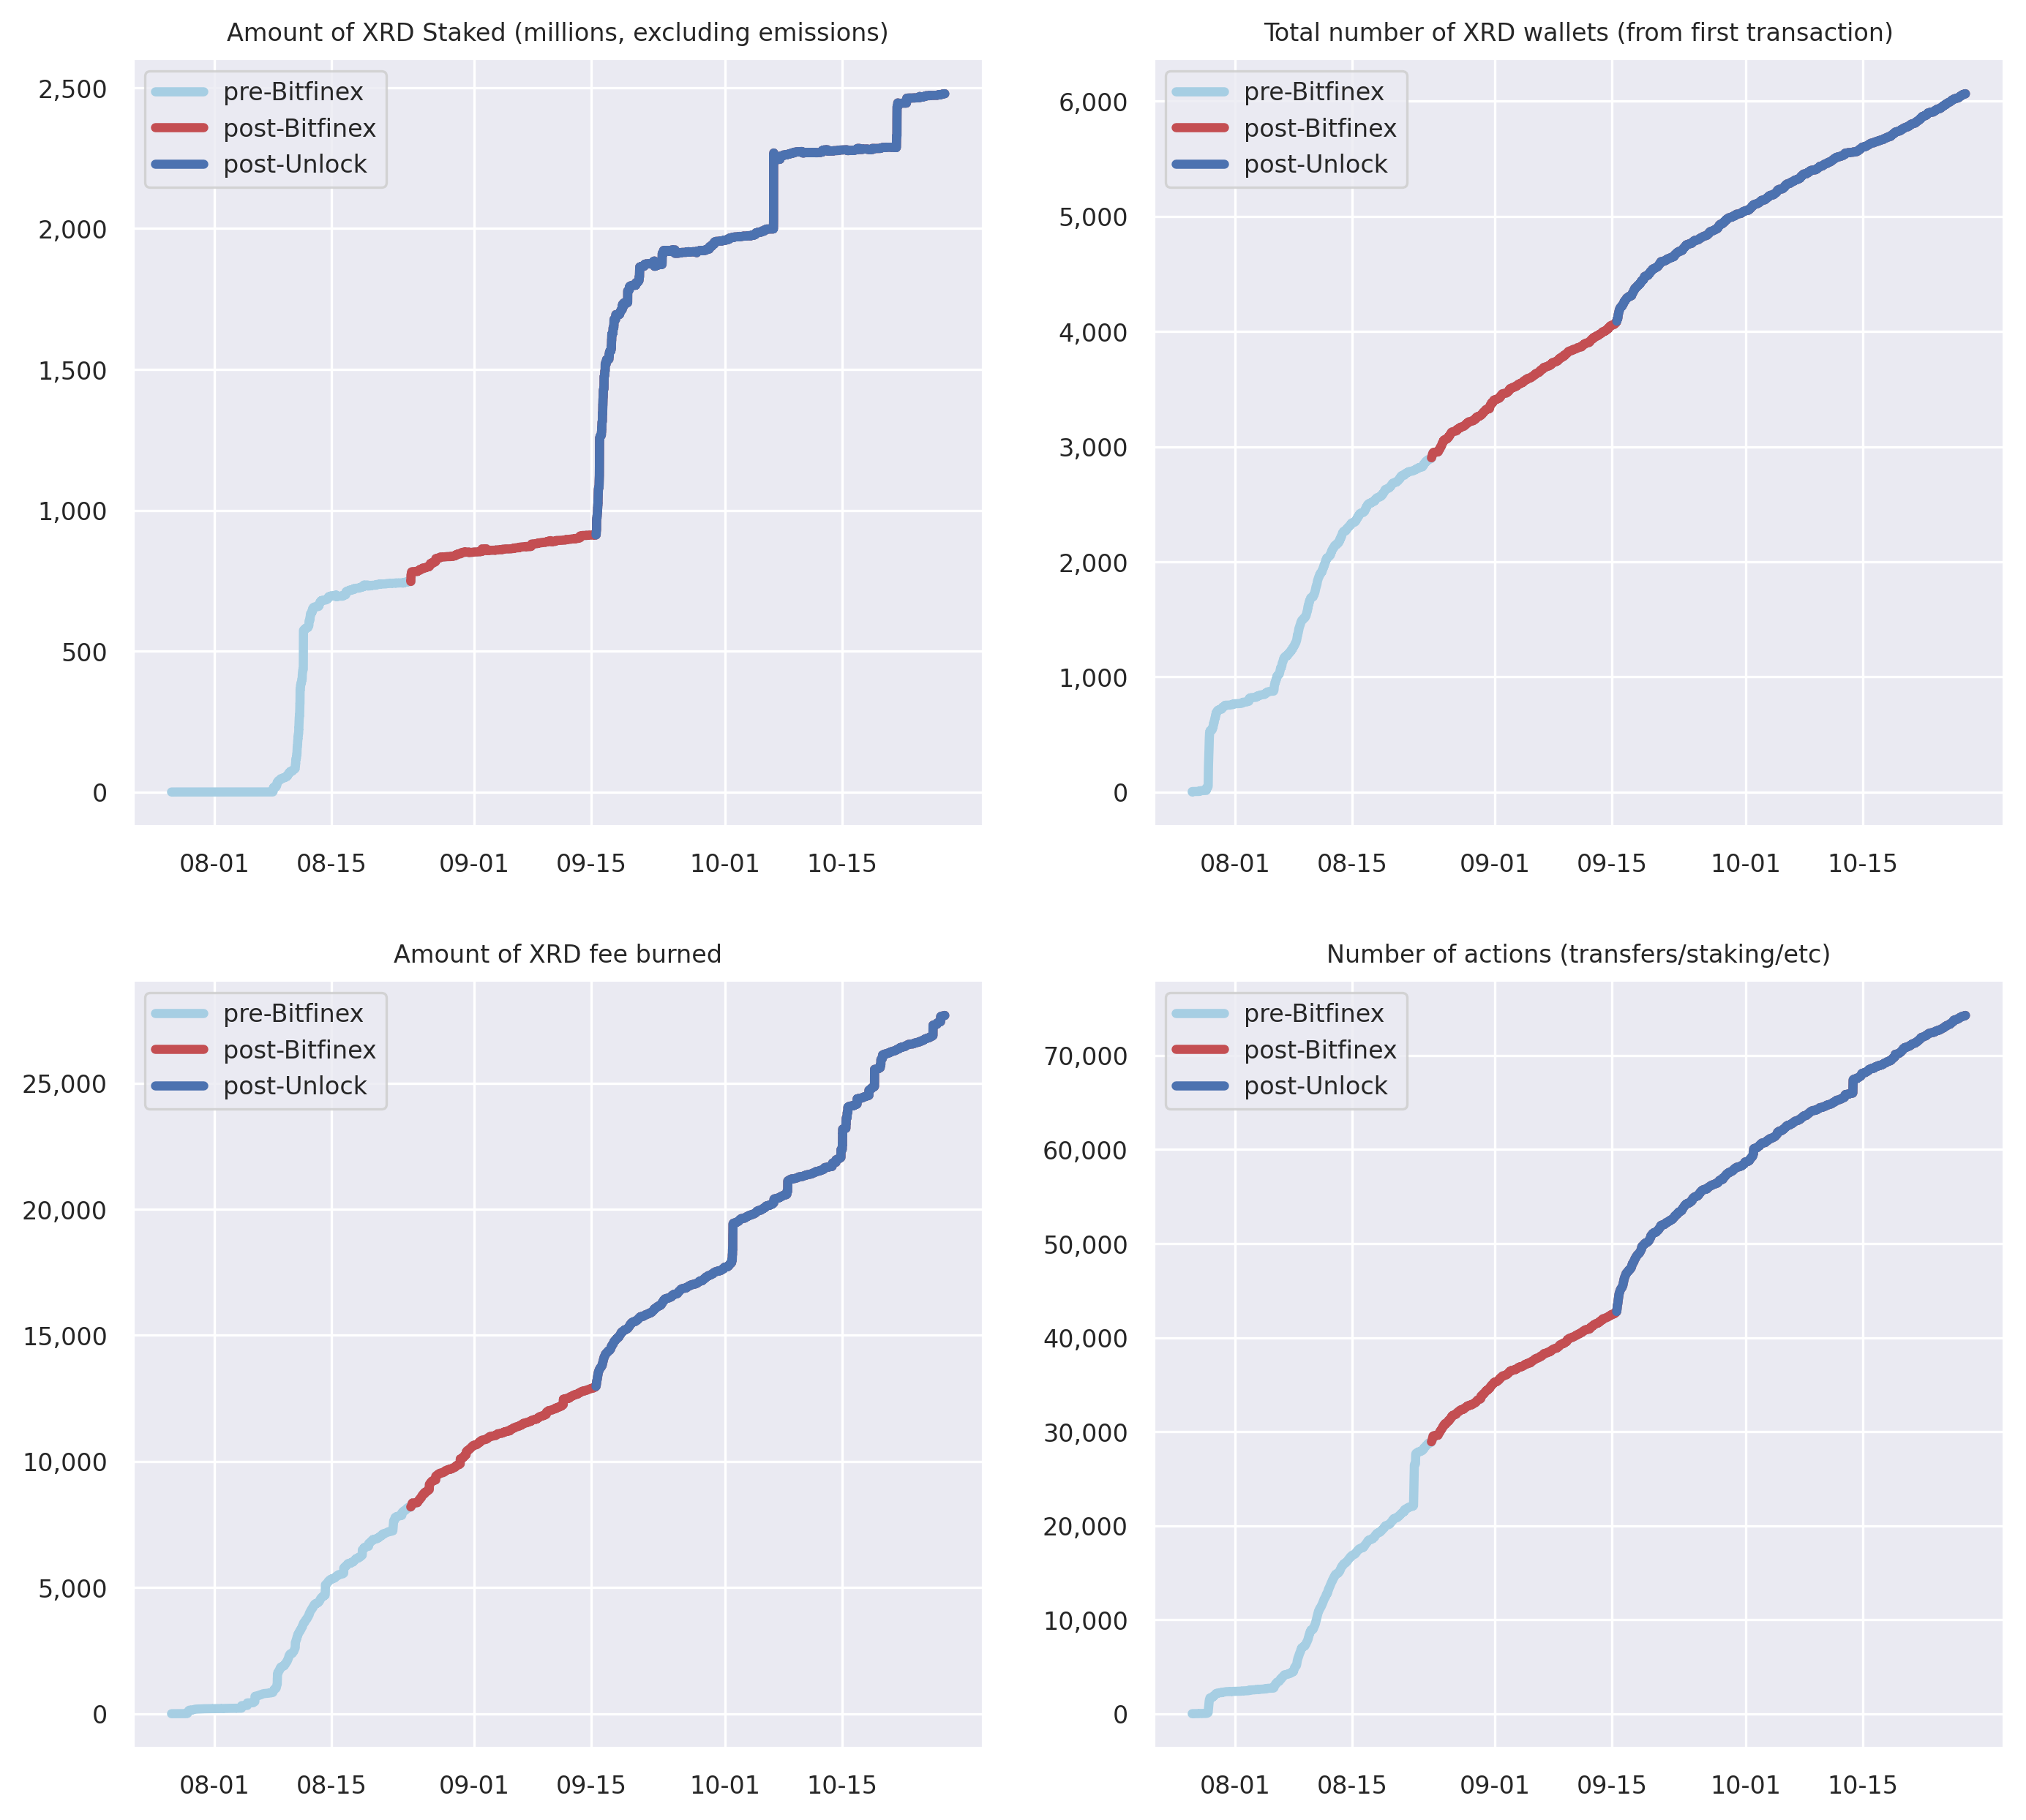 Amount of XRD Staked (millions, excluding emissions)
pre-Bitfinex
post-Bitfinex
post-Unlock
2,500
2,000
1,500
1,000
500
0
08-01 08-15 09-01 09-15 10-01 10-15
Total number of XRD wallets (from first transaction)
pre-Bitfinex
post-Bitfinex
post-Unlock
6,000
5,000
4,000
3,000
2,000
1,000
0
08-01 08-15 09-01 09-15 10-01 10-15
Amount of XRD fee burned
pre-Bitfinex
post-Bitfinex
post-Unlock
25,000
20,000
15,000
10,000
5,000
0
08-01 08-15 09-01 09-15 10-01 10-15
Number of actions (transfers/staking/etc)
pre-Bitfinex
post-Bitfinex
post-Unlock
70,000
60,000
50,000
40,000
30,000
20,000
10,000
0
08-01 08-15 09-01 09-15 10-01 10-15